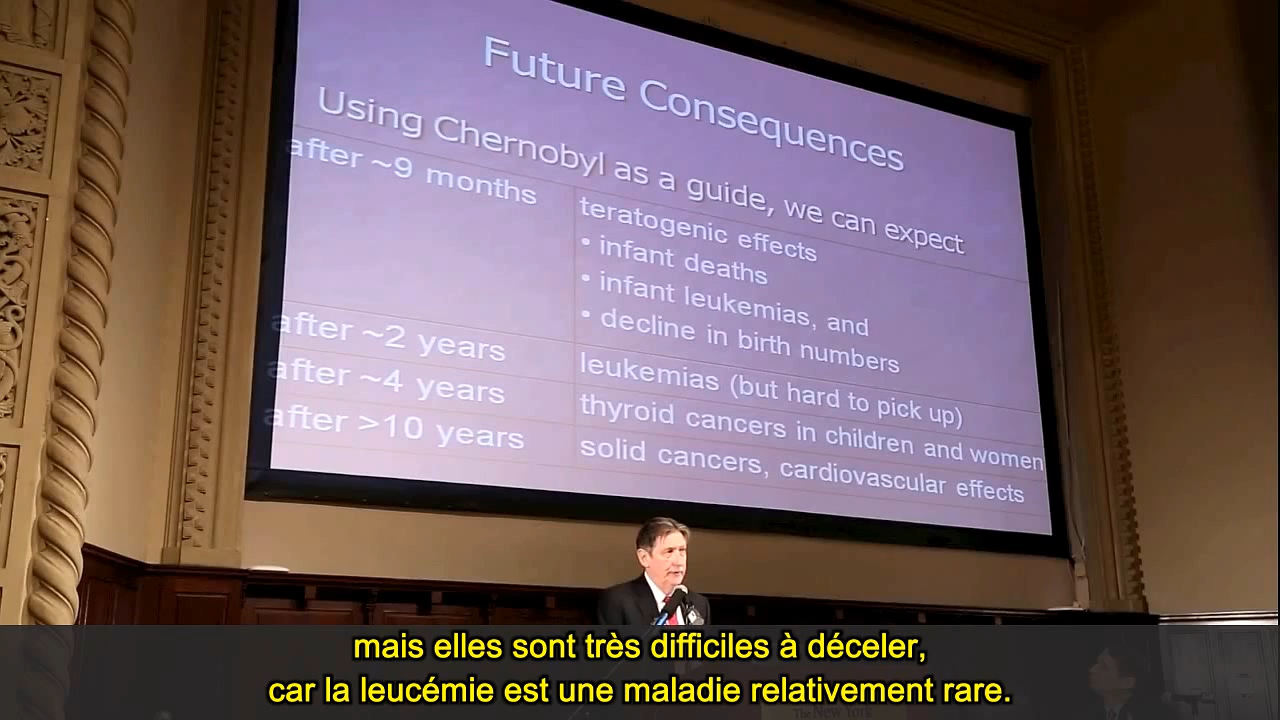 Future Consequences
Using Chernobyl as a guide, we can expect
after ~9 months
teratogenic effects
• infant deaths
• infant leukemias, and
• decline in birth numbers
after ~2 years
leukemias (but hard to pick up)
after ~4 years
thyroid cancers in children and women
after >10 years
solid cancers, cardiovascular effects
mais elles sont très difficiles à déceler,
car la leucémie est une maladie relativement rare.
The New York